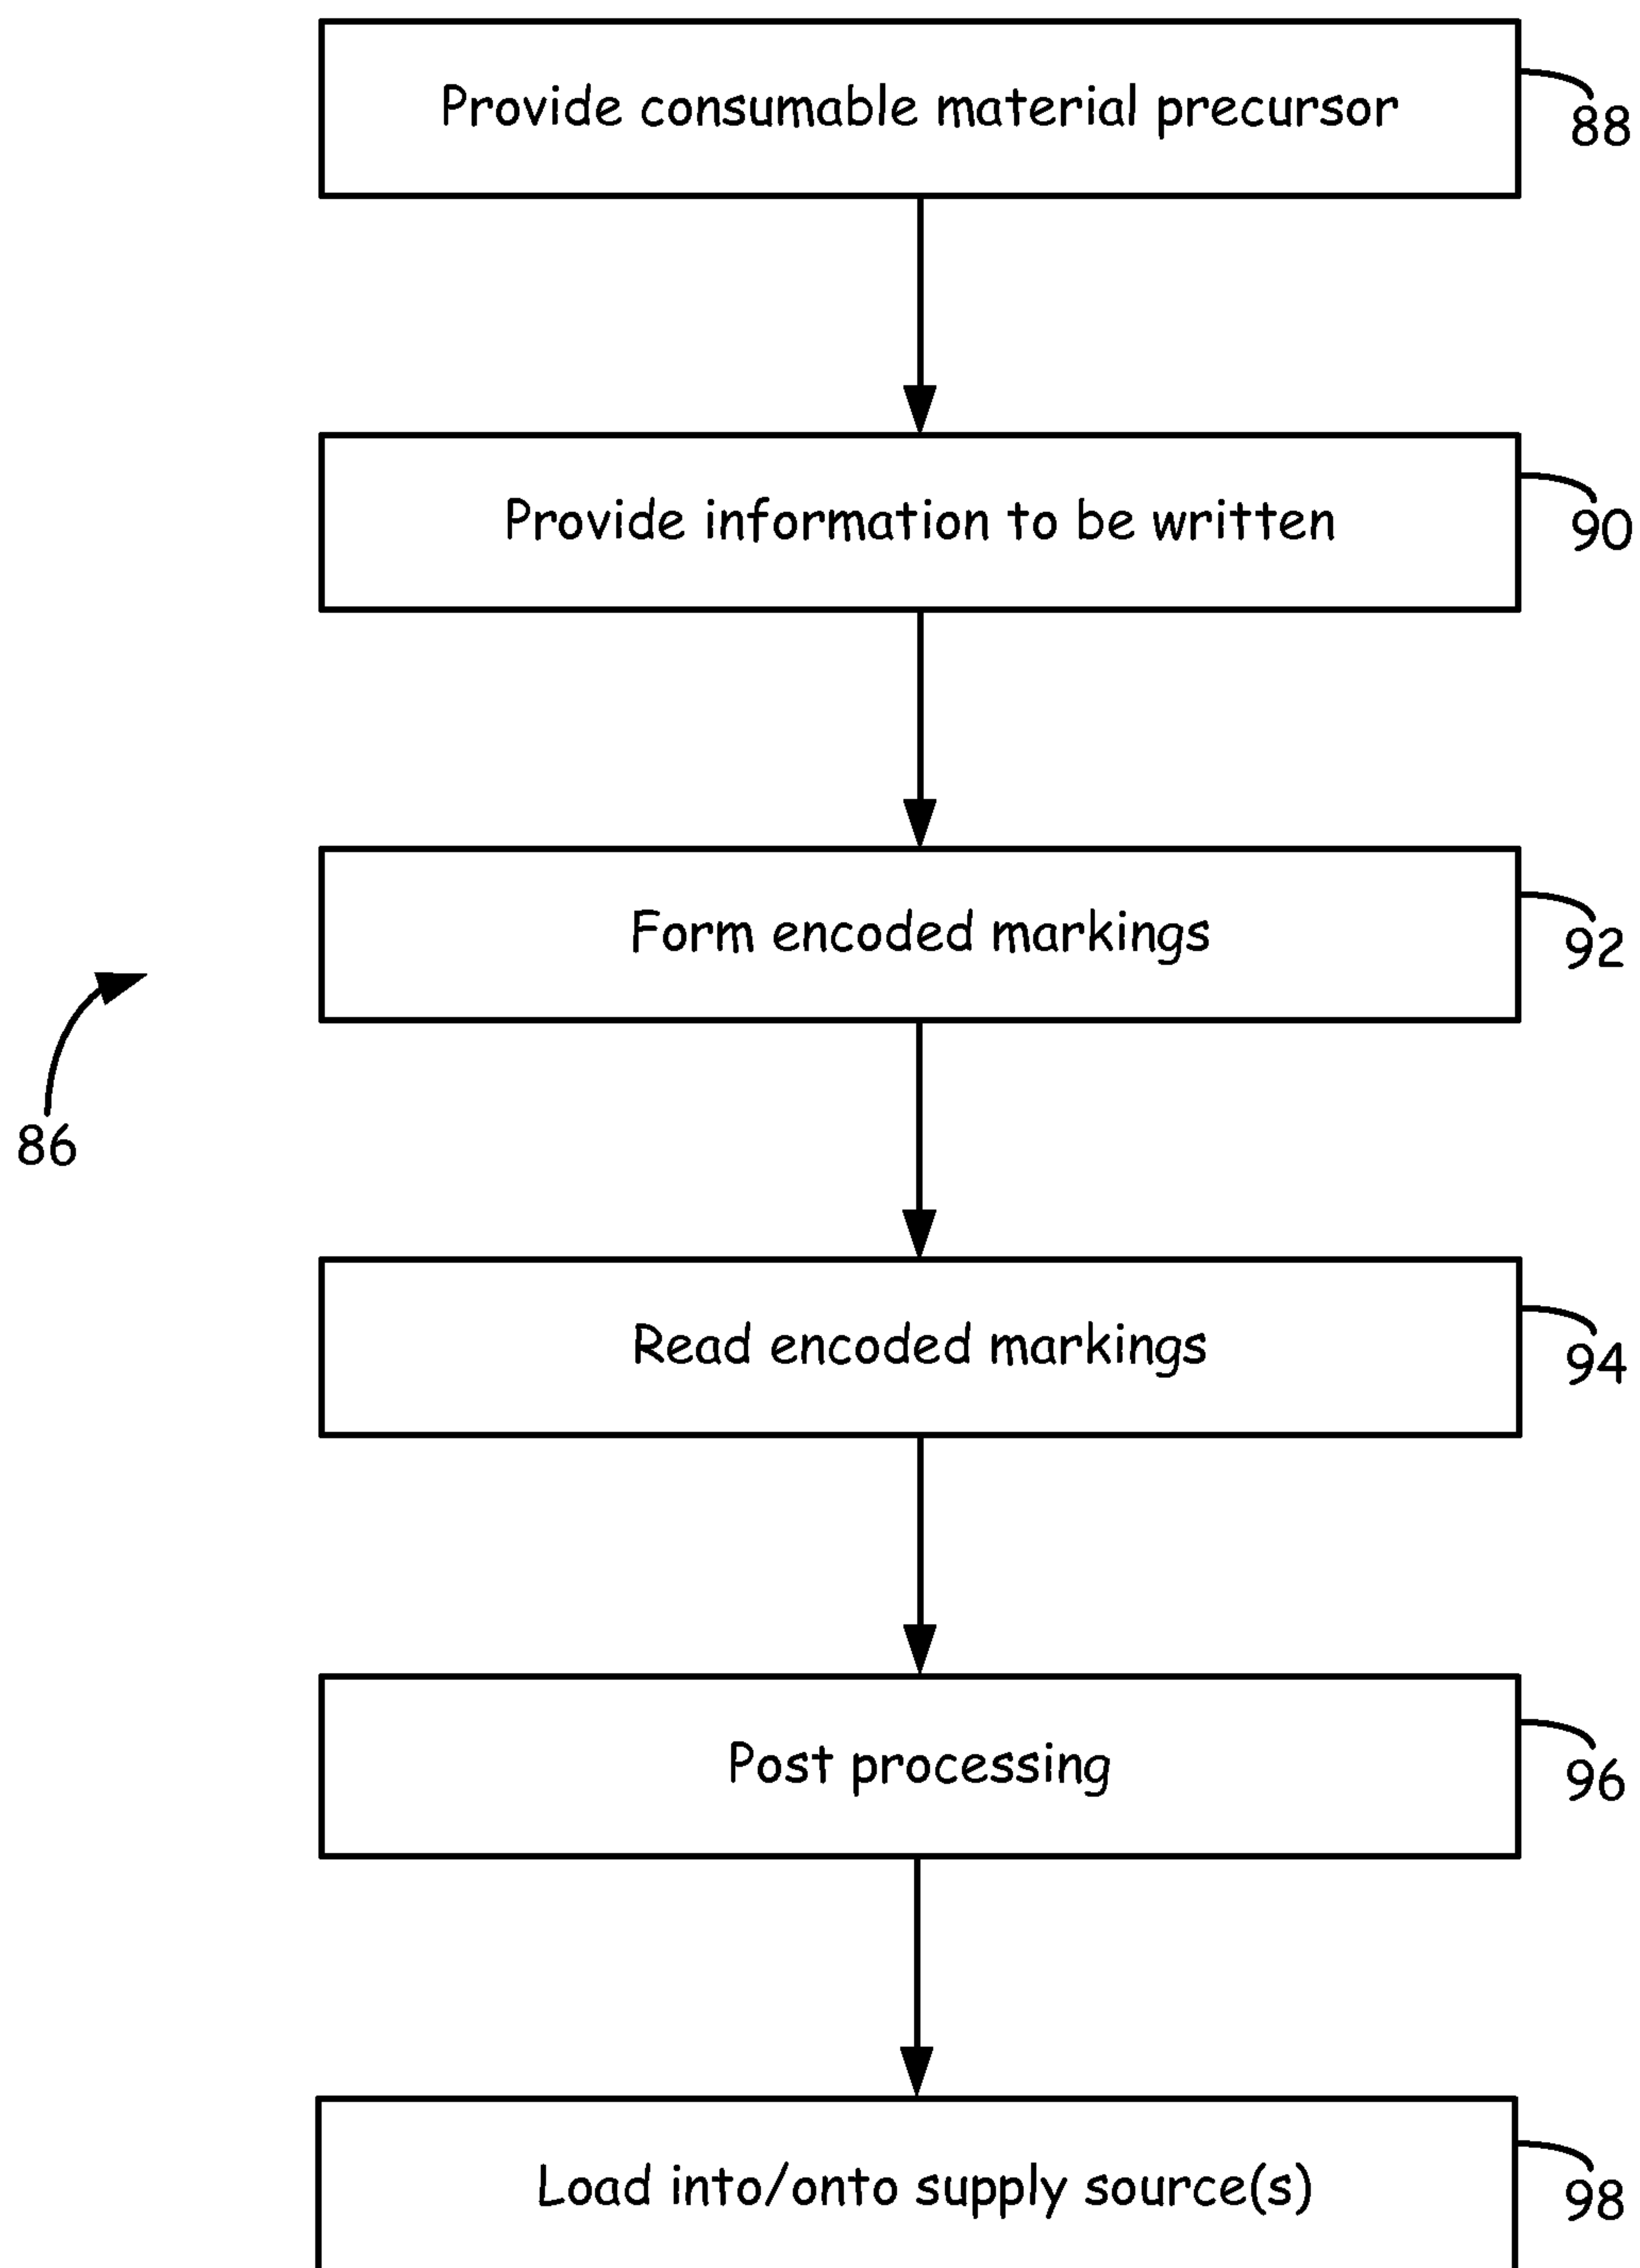 Provide consumable material precursor
88
Provide information to be written
90
Form encoded markings
92
86
Read encoded markings
94
Post processing
96
Load into/onto supply source(s)
98